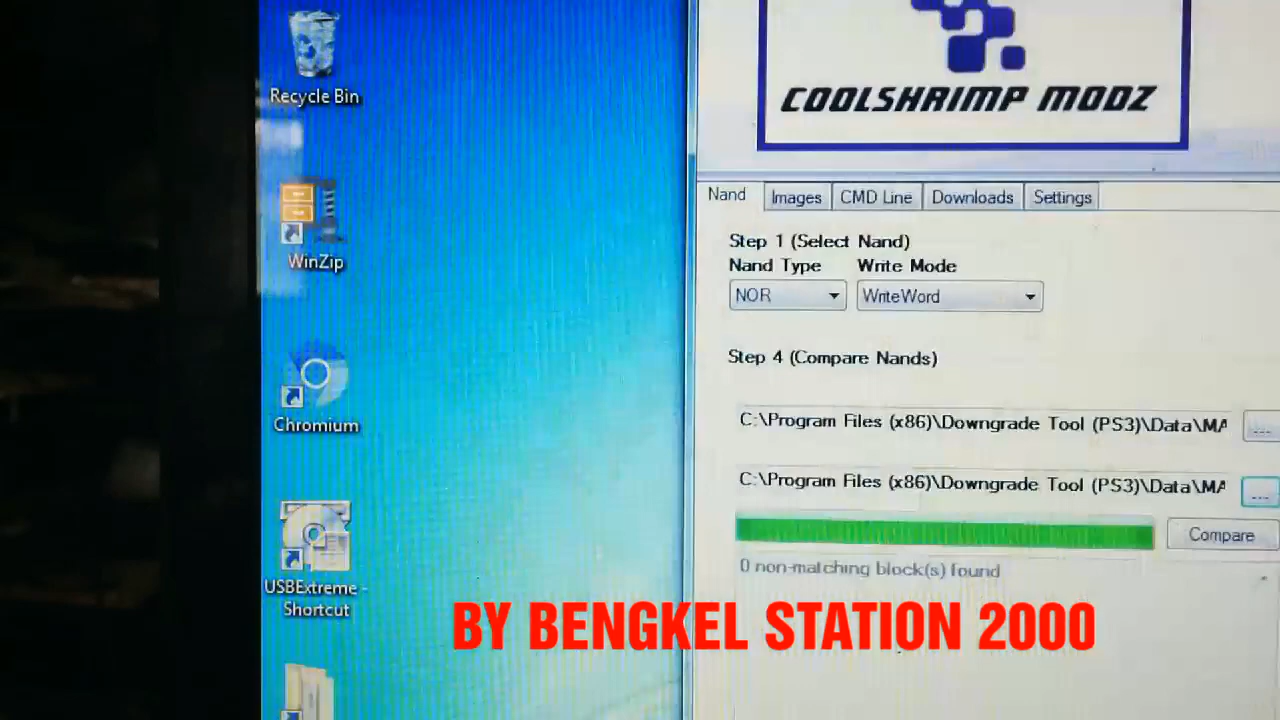 Recycle Bin
WinZip
Chromium
USBExtreme -
Shortcut
COOLSHRIMP MODZ
Nand
Images
CMD Line
Downloads
Settings
Step 1 (Select Nand)
Nand Type
Write Mode
NOR
WriteWord
Step 4 (Compare Nands)
C:\Program Files (x86)\Downgrade Tool (PS3)\Data\MA
...
C:\Program Files (x86)\Downgrade Tool (PS3)\Data\MA
...
Compare
0 non-matching block(s) found
BY BENGKEL STATION 2000